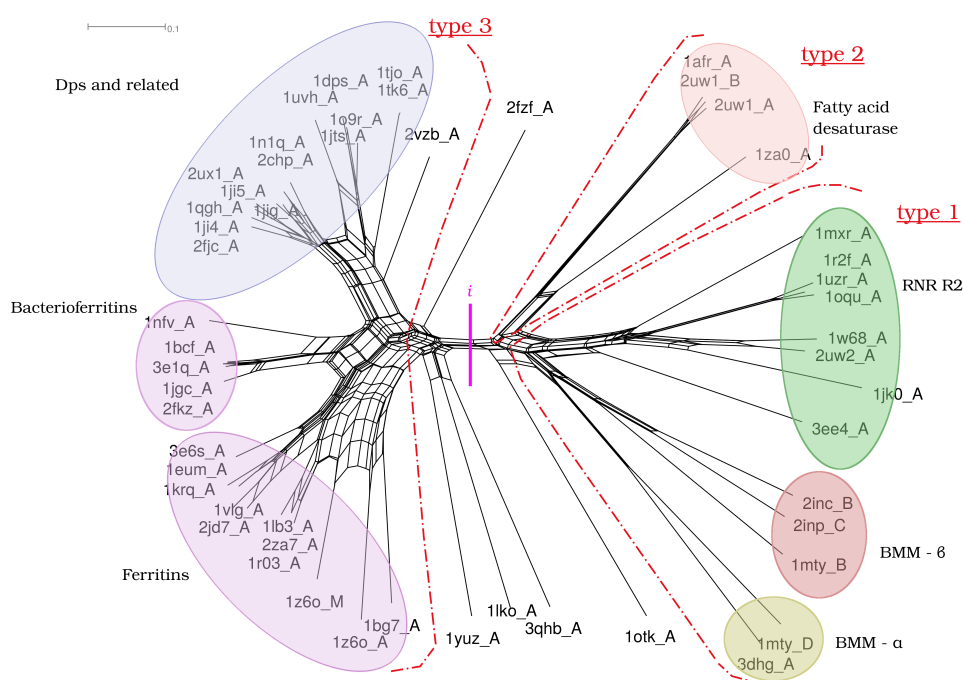 0.1
type 3
type 2
type 1
Dps and related
1tjo_A
1dps_A
1tk6_A
1uvh_A
1o9r_A
1jts_A
2vzb_A
2fzf_A
1n1q_A
2chp_A
2ux1_A
1ji5_A
1qgh_A
1jig_A
1ji4_A
2fjc_A
1afr_A
2uw1_B
2uw1_A
Fatty acid
desaturase
1za0_A
i
1mxr_A
1r2f_A
1uzr_A
1oqu_A
RNR R2
1w68_A
2uw2_A
1jk0_A
3ee4_A
Bacterioferritins
1nfv_A
1bcf_A
3e1q_A
1jgc_A
2fkz_A
3e6s_A
1eum_A
1krq_A
1vlg_A
2jd7_A
1lb3_A
2za7_A
1r03_A
Ferritins
1z6o_M
1bg7_A
1z6o_A
1yuz_A
1lko_A
3qhb_A
1otk_A
2inc_B
2inp_C
1mty_B
BMM - β
1mty_D
3dhg_A
BMM - α